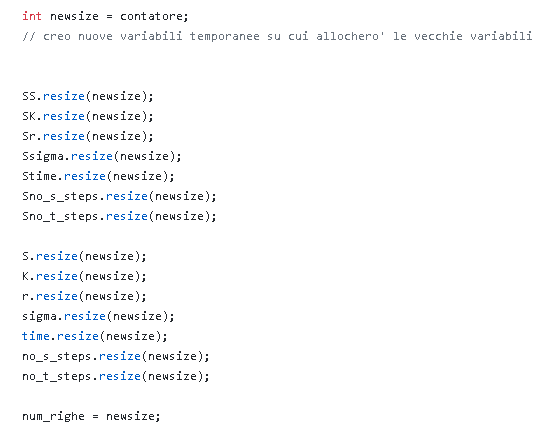 int newsize = contatore;
// creo nuove variabili temporanee su cui allochero' le vecchie variabili
SS.resize(newsize);
SK.resize(newsize);
Sr.resize(newsize);
Ssigma.resize(newsize);
Stime.resize(newsize);
Sno_s_steps.resize(newsize);
Sno_t_steps.resize(newsize);
S.resize(newsize);
K.resize(newsize);
r.resize(newsize);
sigma.resize(newsize);
time.resize(newsize);
no_s_steps.resize(newsize);
no_t_steps.resize(newsize);
num_righe = newsize;